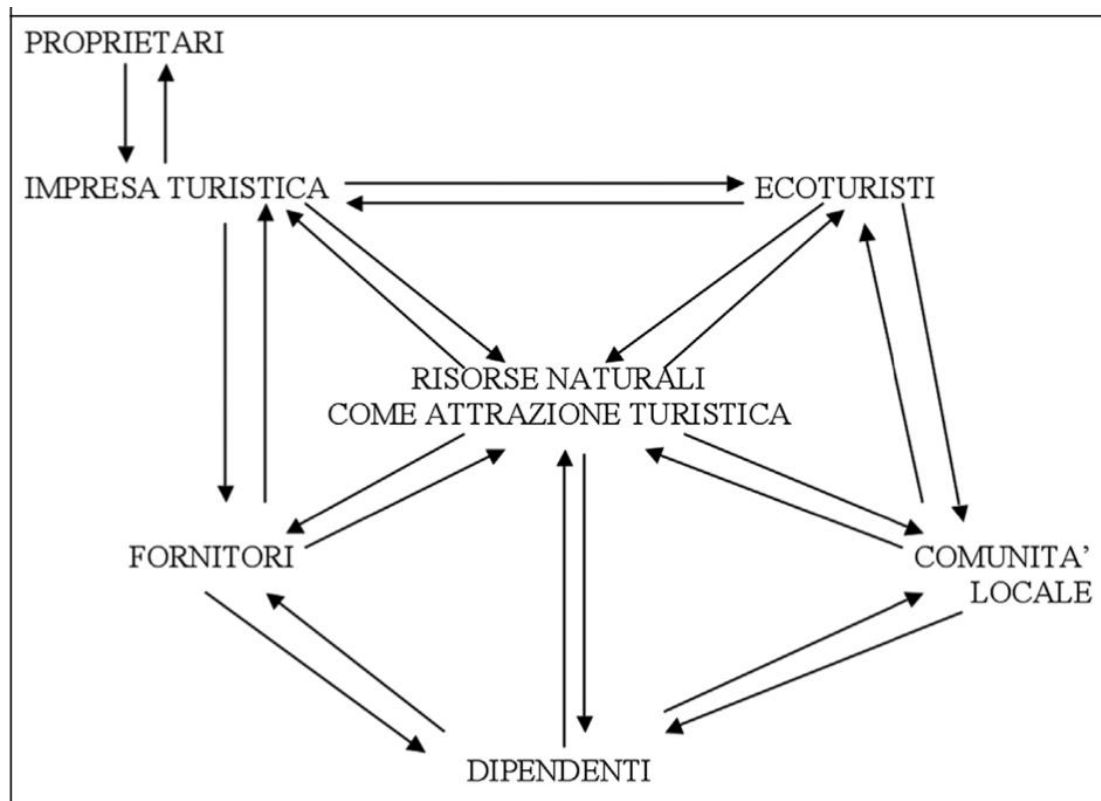 PROPRIETARI
IMPRESA TURISTICA
ECOTURISTI
RISORSE NATURALI
COME ATTRAZIONE TURISTICA
FORNITORI
COMUNITA’
LOCALE
DIPENDENTI